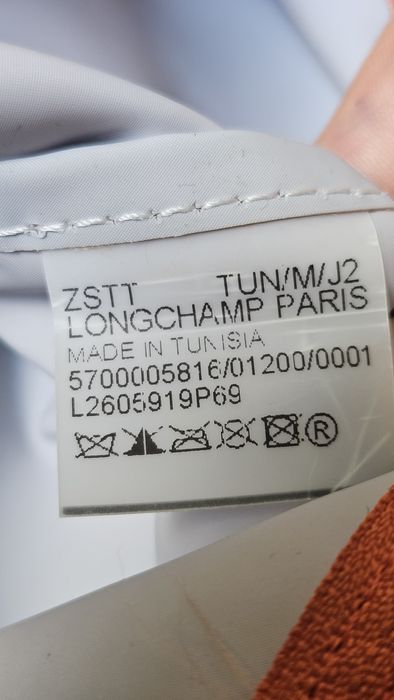 ZSTT TUN/M/J2
LONGCHAMP PARIS
MADE IN TUNISIA
5700005816/01200/0001
L2605919P69
®